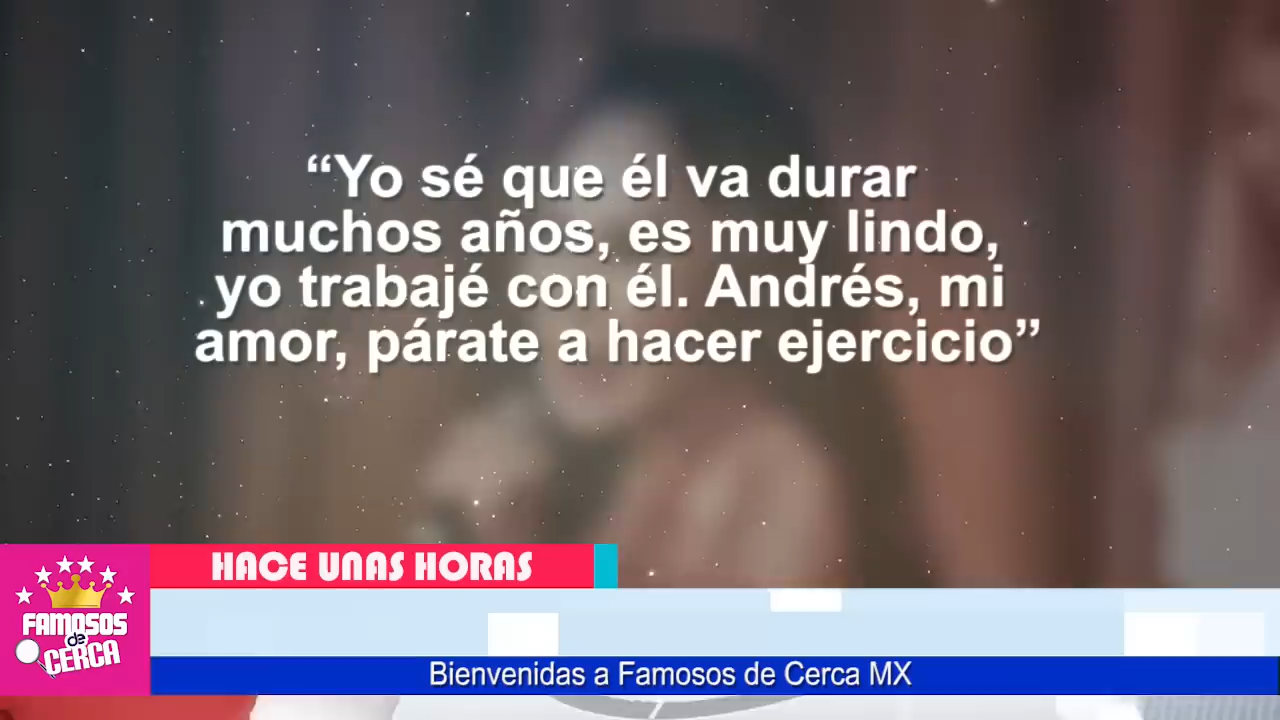 “Yo sé que él va durar
muchos años, es muy lindo,
yo trabajé con él. Andrés, mi
amor, párate a hacer ejercicio”
HACE UNAS HORAS
FAMOSOS
de
CERCA
Bienvenidas a Famosos de Cerca MX